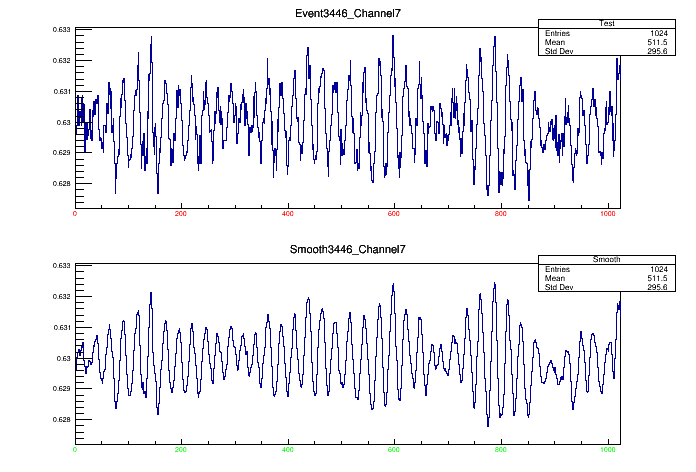 Event3446_Channel7
Test
Entries 1024
Mean 511.5
Std Dev 295.6
0.633
0.632
0.631
0.63
0.629
0.628
0 200 400 600 800 1000
Smooth3446_Channel7
Smooth
Entries 1024
Mean 511.5
Std Dev 295.6
0.633
0.632
0.631
0.63
0.629
0.628
0 200 400 600 800 1000